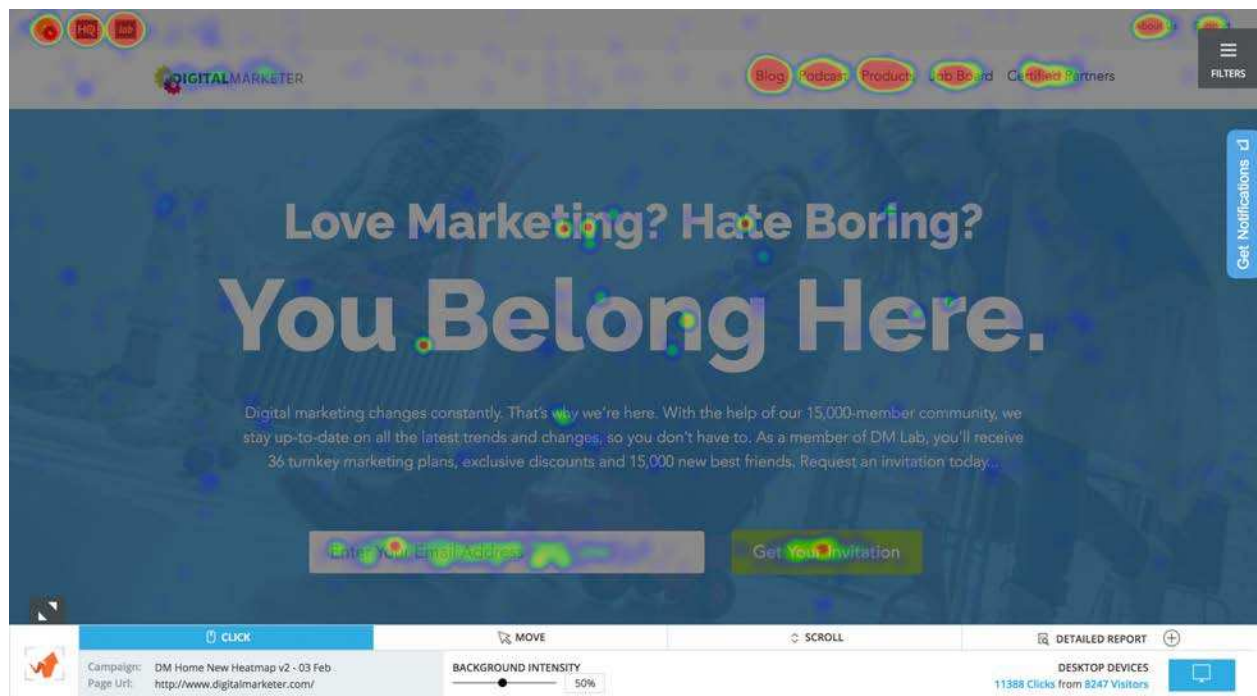 HQ lab About Us
DIGITALMARKETER Blog Podcast Products Job Board Certified Partners
FILTERS
Get Notifications
Love Marketing? Hate Boring?
You Belong Here.
Digital marketing changes constantly. That's why we're here. With the help of our 15,000-member community, we
stay up-to-date on all the latest trends and changes, so you don't have to. As a member of DM Lab, you'll receive
36 turnkey marketing plans, exclusive discounts and 15,000 new best friends. Request an invitation today...
Enter Your Email Address Get Your Invitation
CLICK MOVE SCROLL DETAILED REPORT
Campaign: DM Home New Heatmap v2 - 03 Feb BACKGROUND INTENSITY DESKTOP DEVICES
Page Url: http://www.digitalmarketer.com/ 50% 11388 Clicks from 8247 Visitors